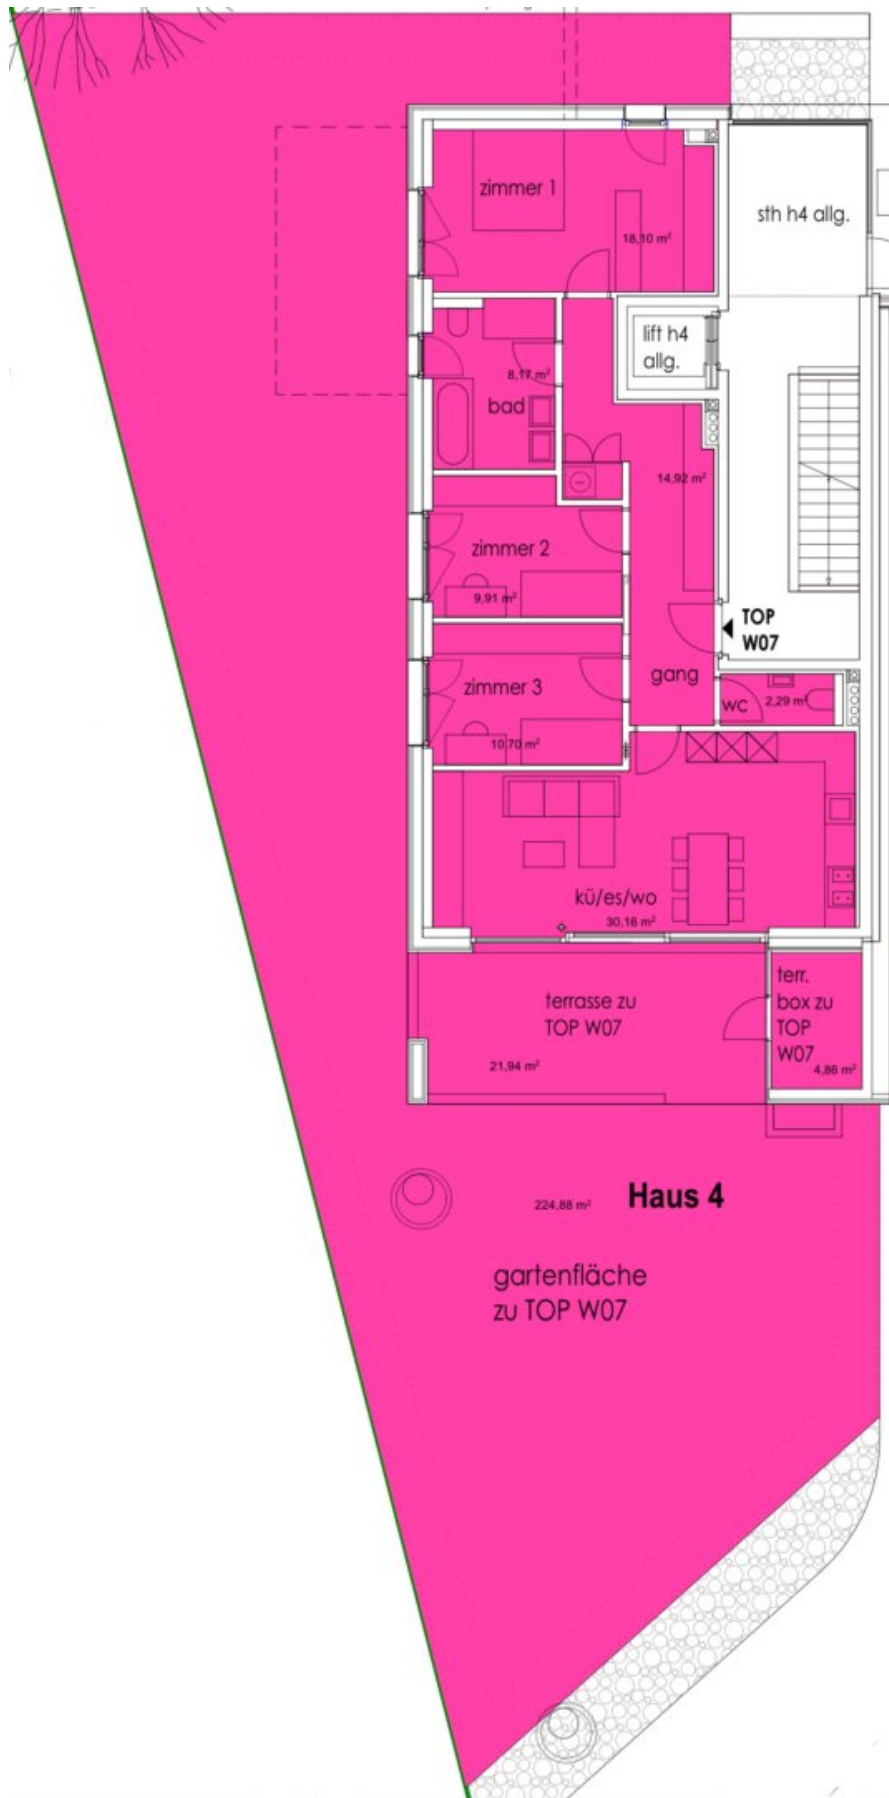 zimmer 1
18,10 m²
sth h4 allg.
lift h4
allg.
8,17 m²
bad
14,92 m²
zimmer 2
9,91 m²
TOP
W07
gang
zimmer 3
10,70 m²
wc
2,29 m²
kü/es/wo
30,16 m²
terrasse zu
TOP W07
21,94 m²
terr.
box zu
TOP
W07
4,86 m²
224,88 m²
Haus 4
gartenfläche
zu TOP W07